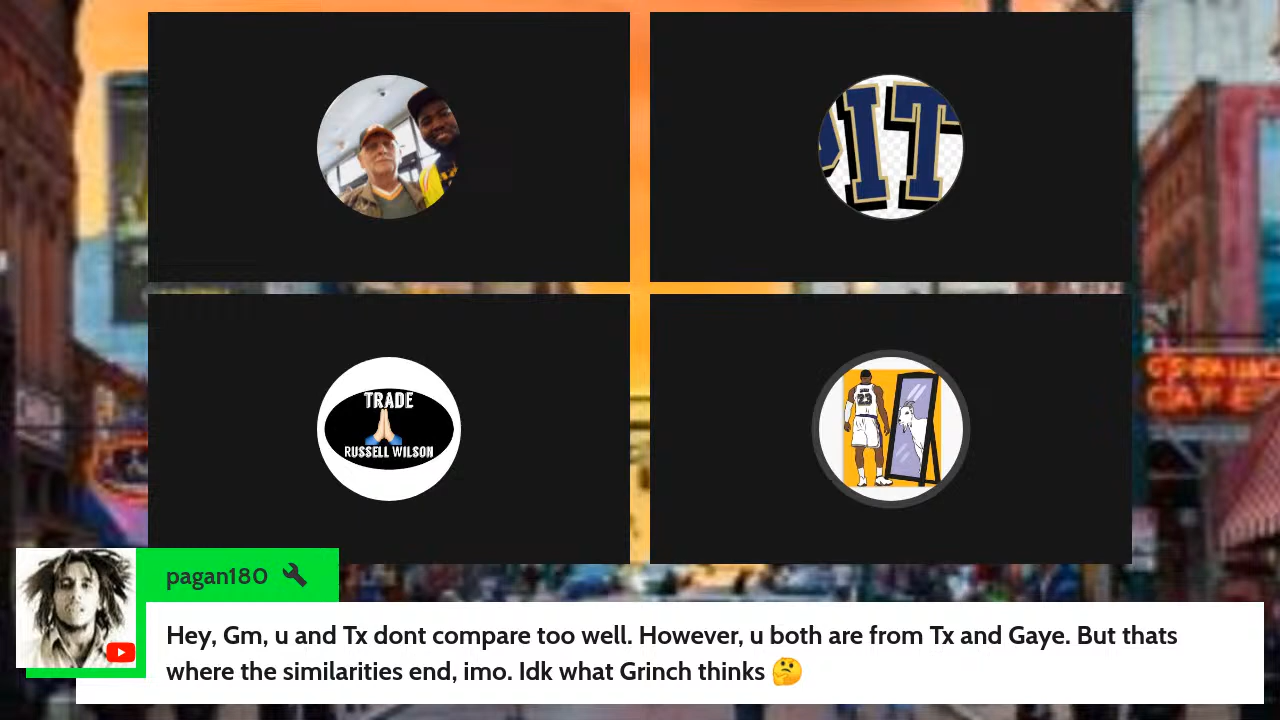 PIT
TRADE
RUSSELL WILSON
23
pagan180
Hey, Gm, u and Tx dont compare too well. However, u both are from Tx and Gaye. But thats
where the similarities end, imo. Idk what Grinch thinks 🤔